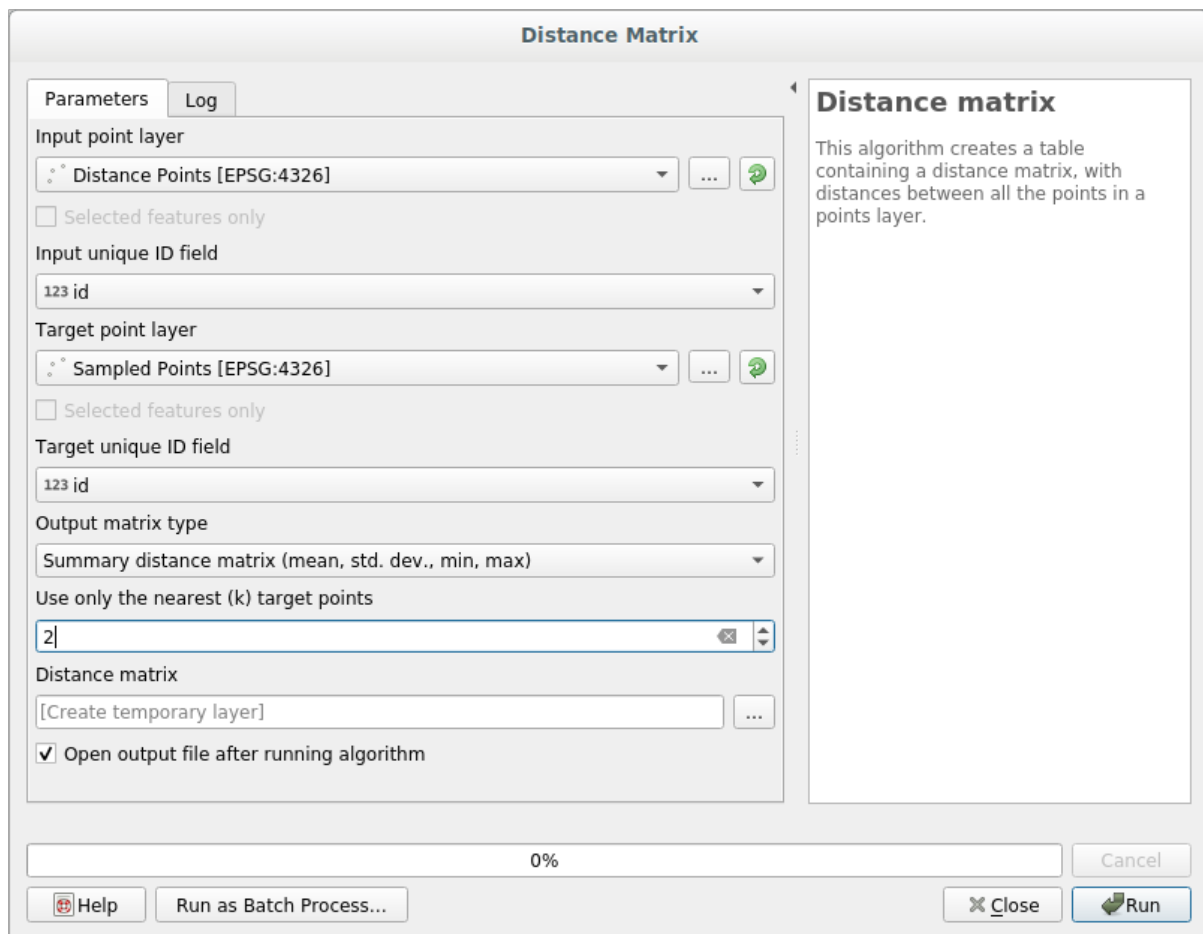 Distance Matrix
Parameters
Log
Input point layer
Distance Points [EPSG:4326]
...
Selected features only
Input unique ID field
123 id
Target point layer
Sampled Points [EPSG:4326]
...
Selected features only
Target unique ID field
123 id
Output matrix type
Summary distance matrix (mean, std. dev., min, max)
Use only the nearest (k) target points
2
Distance matrix
[Create temporary layer]
...
Open output file after running algorithm
Distance matrix
This algorithm creates a table
containing a distance matrix, with
distances between all the points in a
points layer.
0%
Cancel
Help
Run as Batch Process...
Close
Run